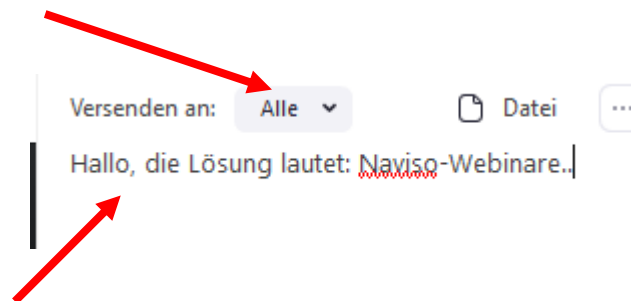 Versenden an: Alle Datei ...
Hallo, die Lösung lautet: Naviso-Webinare..